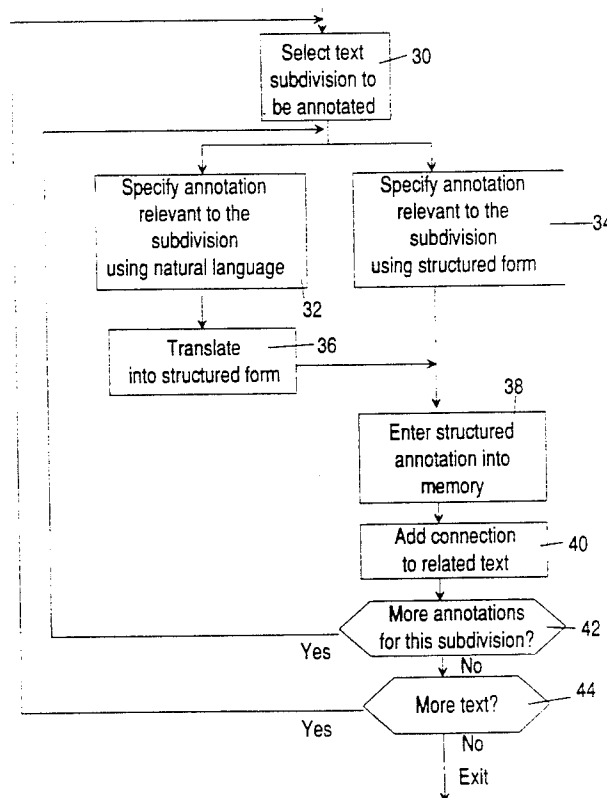 Select text
subdivision to
be annotated
30
Specify annotation
relevant to the
subdivision
using natural language
32
Specify annotation
relevant to the
subdivision
using structured form
34
Translate
into structured form
36
38
Enter structured
annotation into
memory
Add connection
to related text
40
More annotations
for this subdivision?
42
Yes
No
More text?
44
Yes
No
Exit